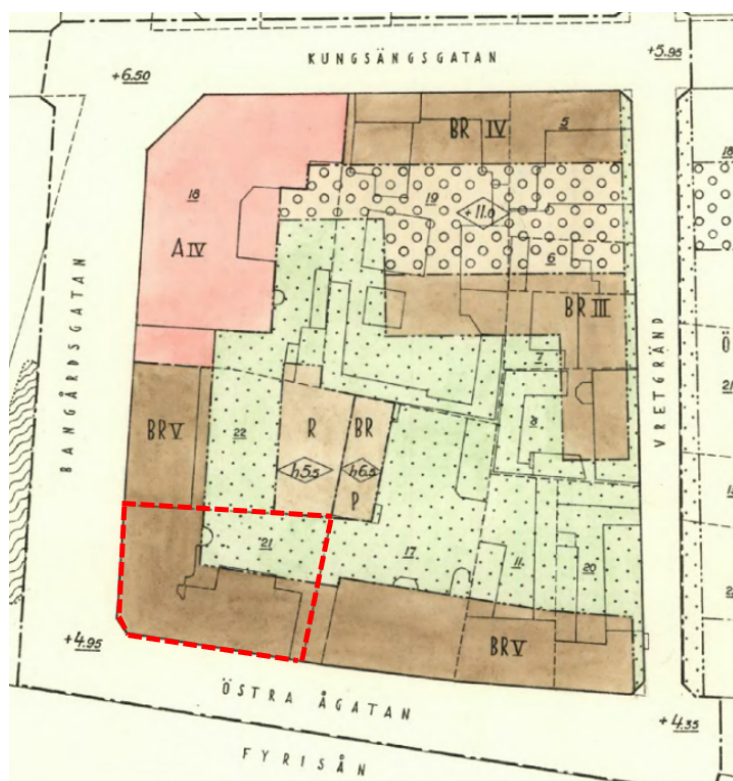 KUNGSÄNGSGATAN
+6.50
+5.95
BR IV
5
18
18
19
+11.0
A IV
6
BR III
BANGÅRDSGATAN
VRETGRÄND
Ö
21
7
8
BR V
22
R
BR
h5.5
h6.5
P
21
17
11
20
+4.95
BR V
ÖSTRA ÅGATAN
+4.35
FYRISÅN